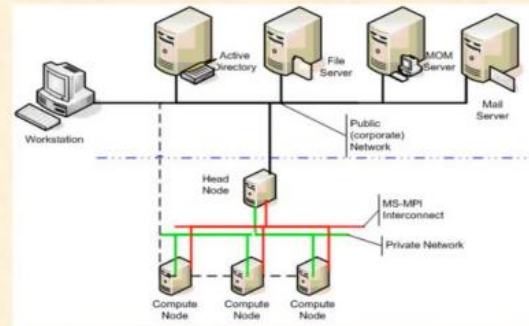 Active
Directory
File
Server
MOM
Server
Mail
Server
Workstation
Public
(corporate)
Network
Head
Node
MS-MPI
Interconnect
Private Network
Compute
Node
Compute
Node
Compute
Node